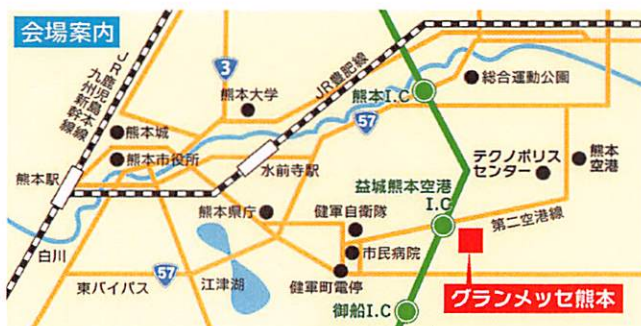 会場案内
JR鹿児島本線
九州新幹線
3
JR豊肥線
熊本大学
熊本I.C
総合運動公園
57
熊本城
熊本市役所
熊本駅
水前寺駅
テクノポリス
センター
熊本
空港
益城熊本空港
I.C
熊本県庁
健軍自衛隊
第二空港線
白川
市民病院
57
東バイパス
江津湖
健軍町電停
グランメッセ熊本
御船I.C